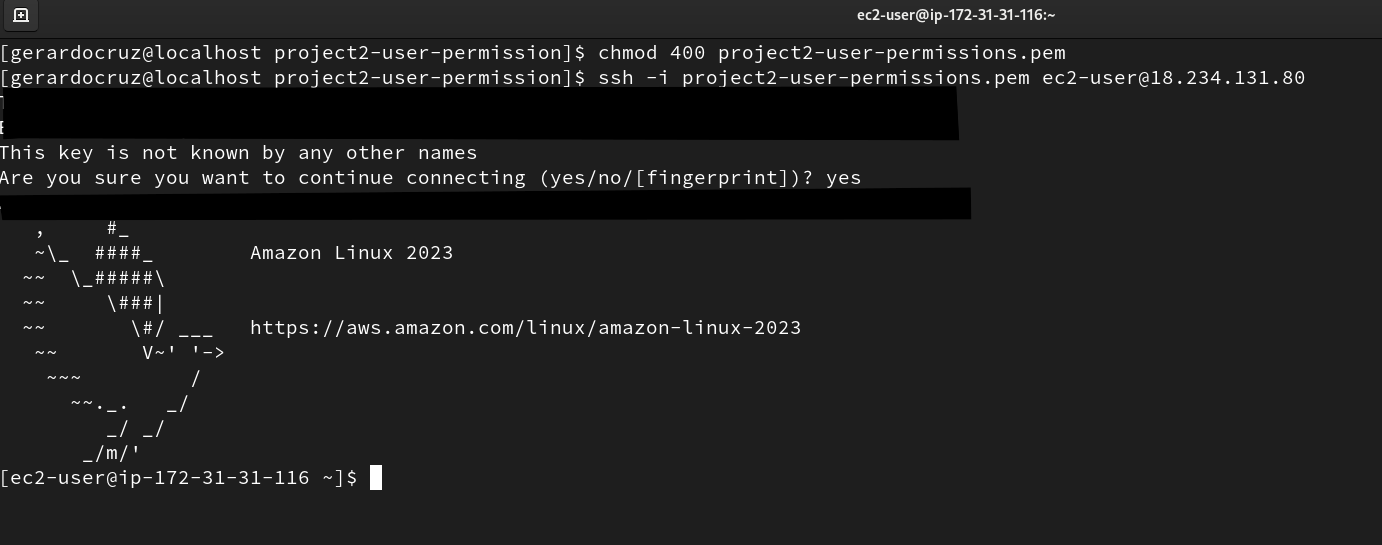 ec2-user@ip-172-31-31-116:~
[gerardocruz@localhost project2-user-permission]$ chmod 400 project2-user-permissions.pem
[gerardocruz@localhost project2-user-permission]$ ssh -i project2-user-permissions.pem ec2-user@18.234.131.80
This key is not known by any other names
Are you sure you want to continue connecting (yes/no/[fingerprint])? yes
   ,     #_
   ~\_  ####_        Amazon Linux 2023
  ~~  \_#####\
  ~~     \###|
  ~~       \#/ ___   https://aws.amazon.com/linux/amazon-linux-2023
   ~~       V~' '->
    ~~~         /
      ~~._.   _/
         _/ _/
       _/m/'
[ec2-user@ip-172-31-31-116 ~]$